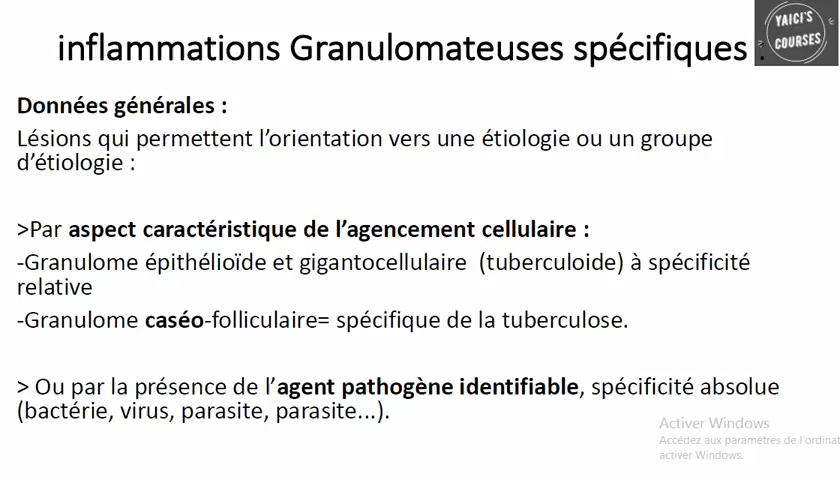 YAICI'S
COURSES
inflammations Granulomateuses spécifiques :
Données générales :
Lésions qui permettent l'orientation vers une étiologie ou un groupe
d'étiologie :
>Par aspect caractéristique de l'agencement cellulaire :
-Granulome épithélioïde et gigantocellulaire (tuberculoide) à spécificité
relative
-Granulome caséo-folliculaire= spécifique de la tuberculose.
> Ou par la présence de l'agent pathogène identifiable, spécificité absolue
(bactérie, virus, parasite, parasite...).
Activer Windows
Accédez aux paramètres de l'ordinat
activer Windows.